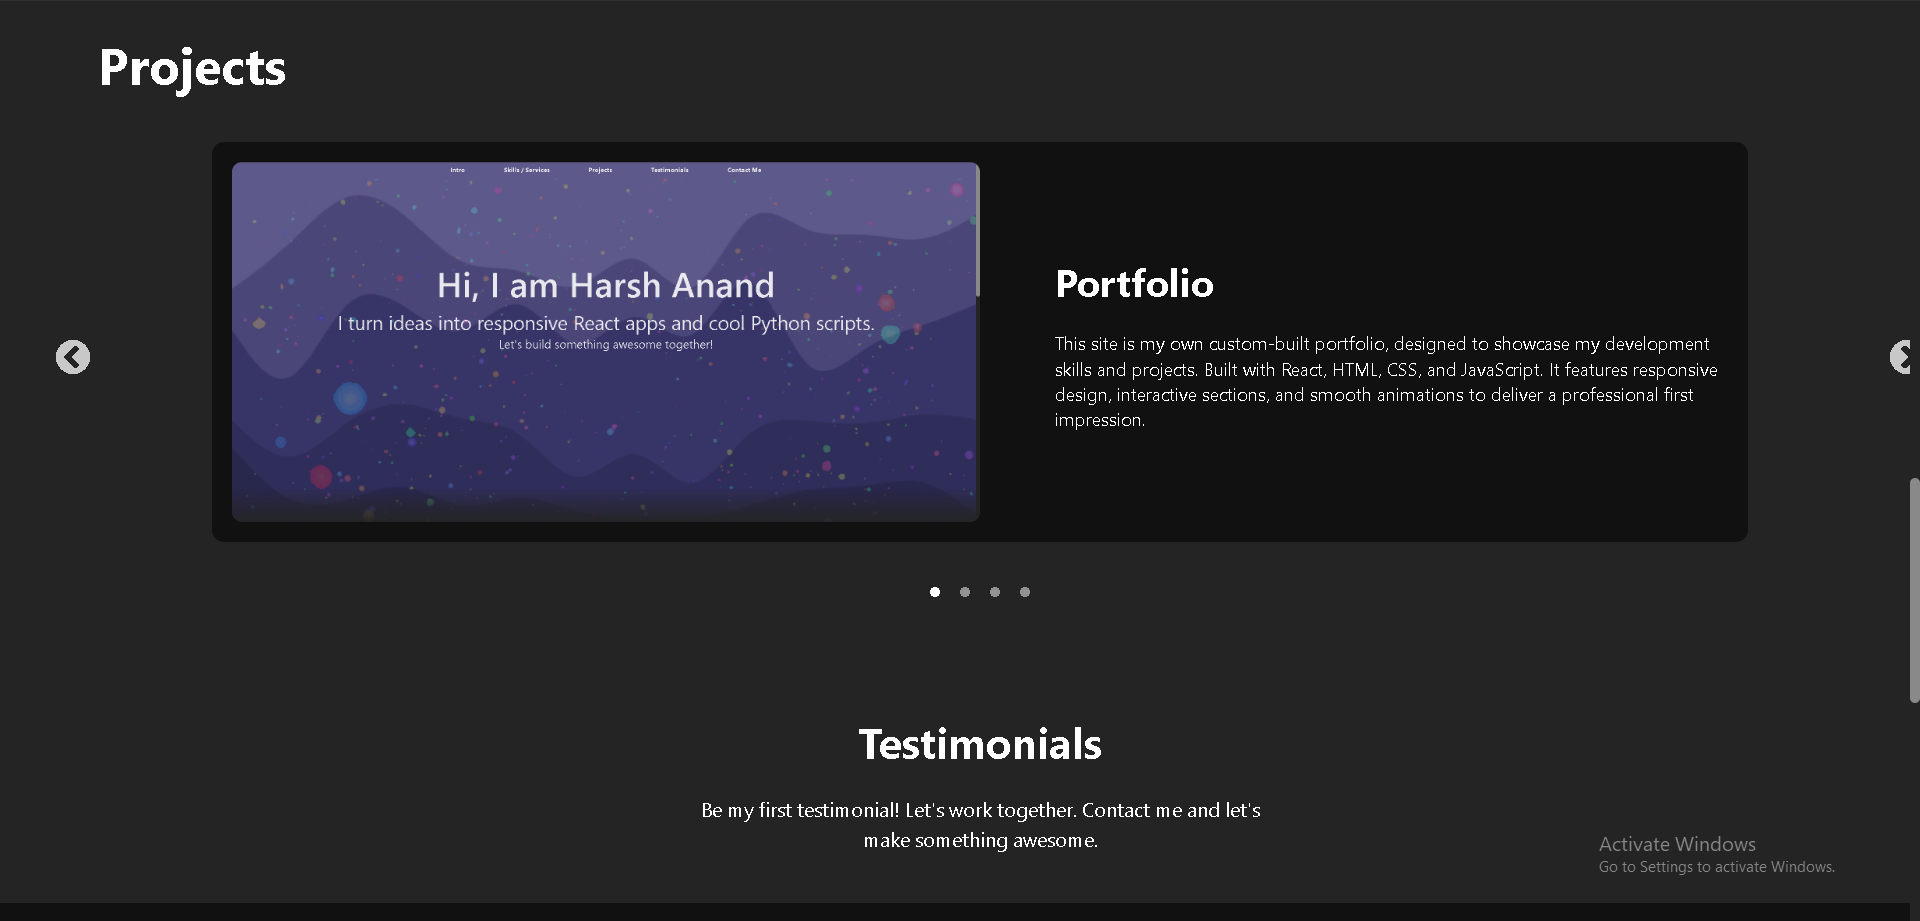 Projects
Intro Skills / Services Projects Testimonials Contact Me
Hi, I am Harsh Anand
I turn ideas into responsive React apps and cool Python scripts.
Let's build something awesome together!
Portfolio
This site is my own custom-built portfolio, designed to showcase my development
skills and projects. Built with React, HTML, CSS, and JavaScript. It features responsive
design, interactive sections, and smooth animations to deliver a professional first
impression.
Testimonials
Be my first testimonial! Let's work together. Contact me and let's
make something awesome.
Activate Windows
Go to Settings to activate Windows.